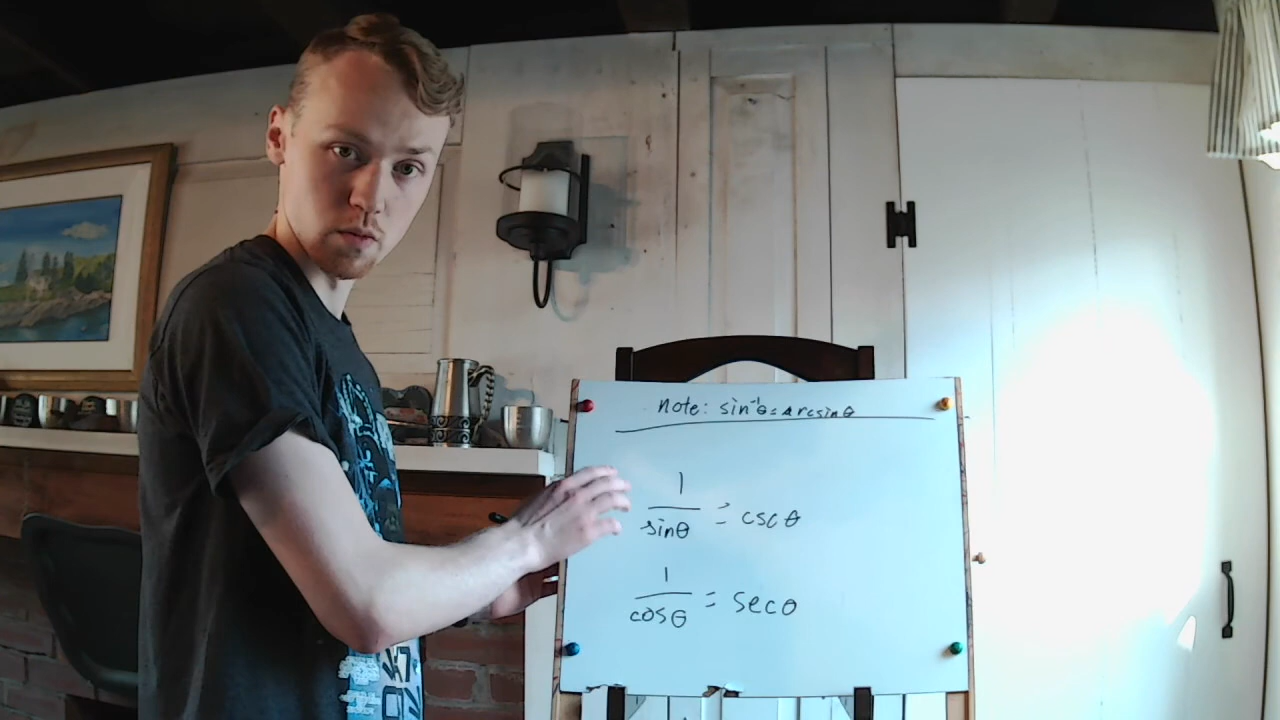 note: sin⁻¹θ = arcsinθ
1
sinθ = cscθ
1
cosθ = secθ